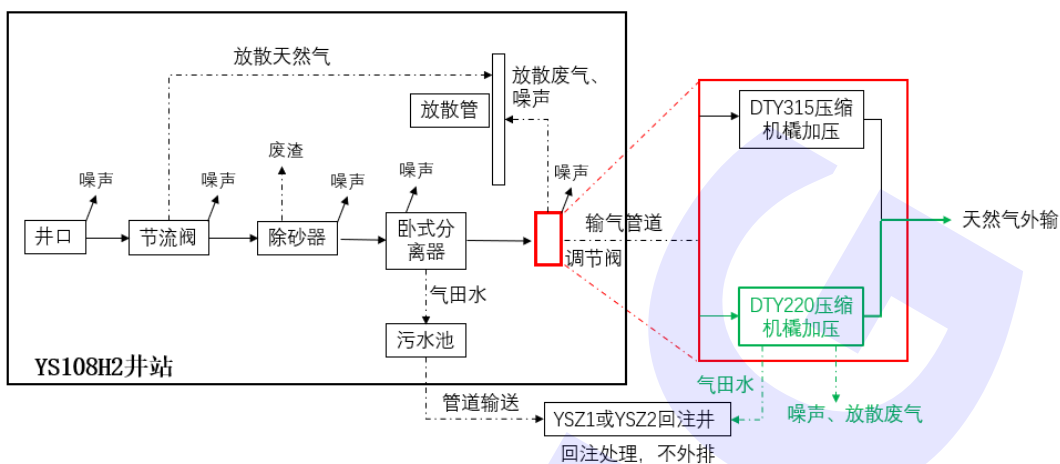 放散天然气
放散废气、
噪声
放散管
DTY315压缩
机橇加压
废渣
噪声
噪声
噪声
噪声
噪声
井口
节流阀
除砂器
卧式分
离器
输气管道
调节阀
天然气外输
气田水
DTY220压缩
机橇加压
污水池
YS108H2井站
气田水
管道输送
噪声、放散废气
YSZ1或YSZ2回注井
回注处理，不外排